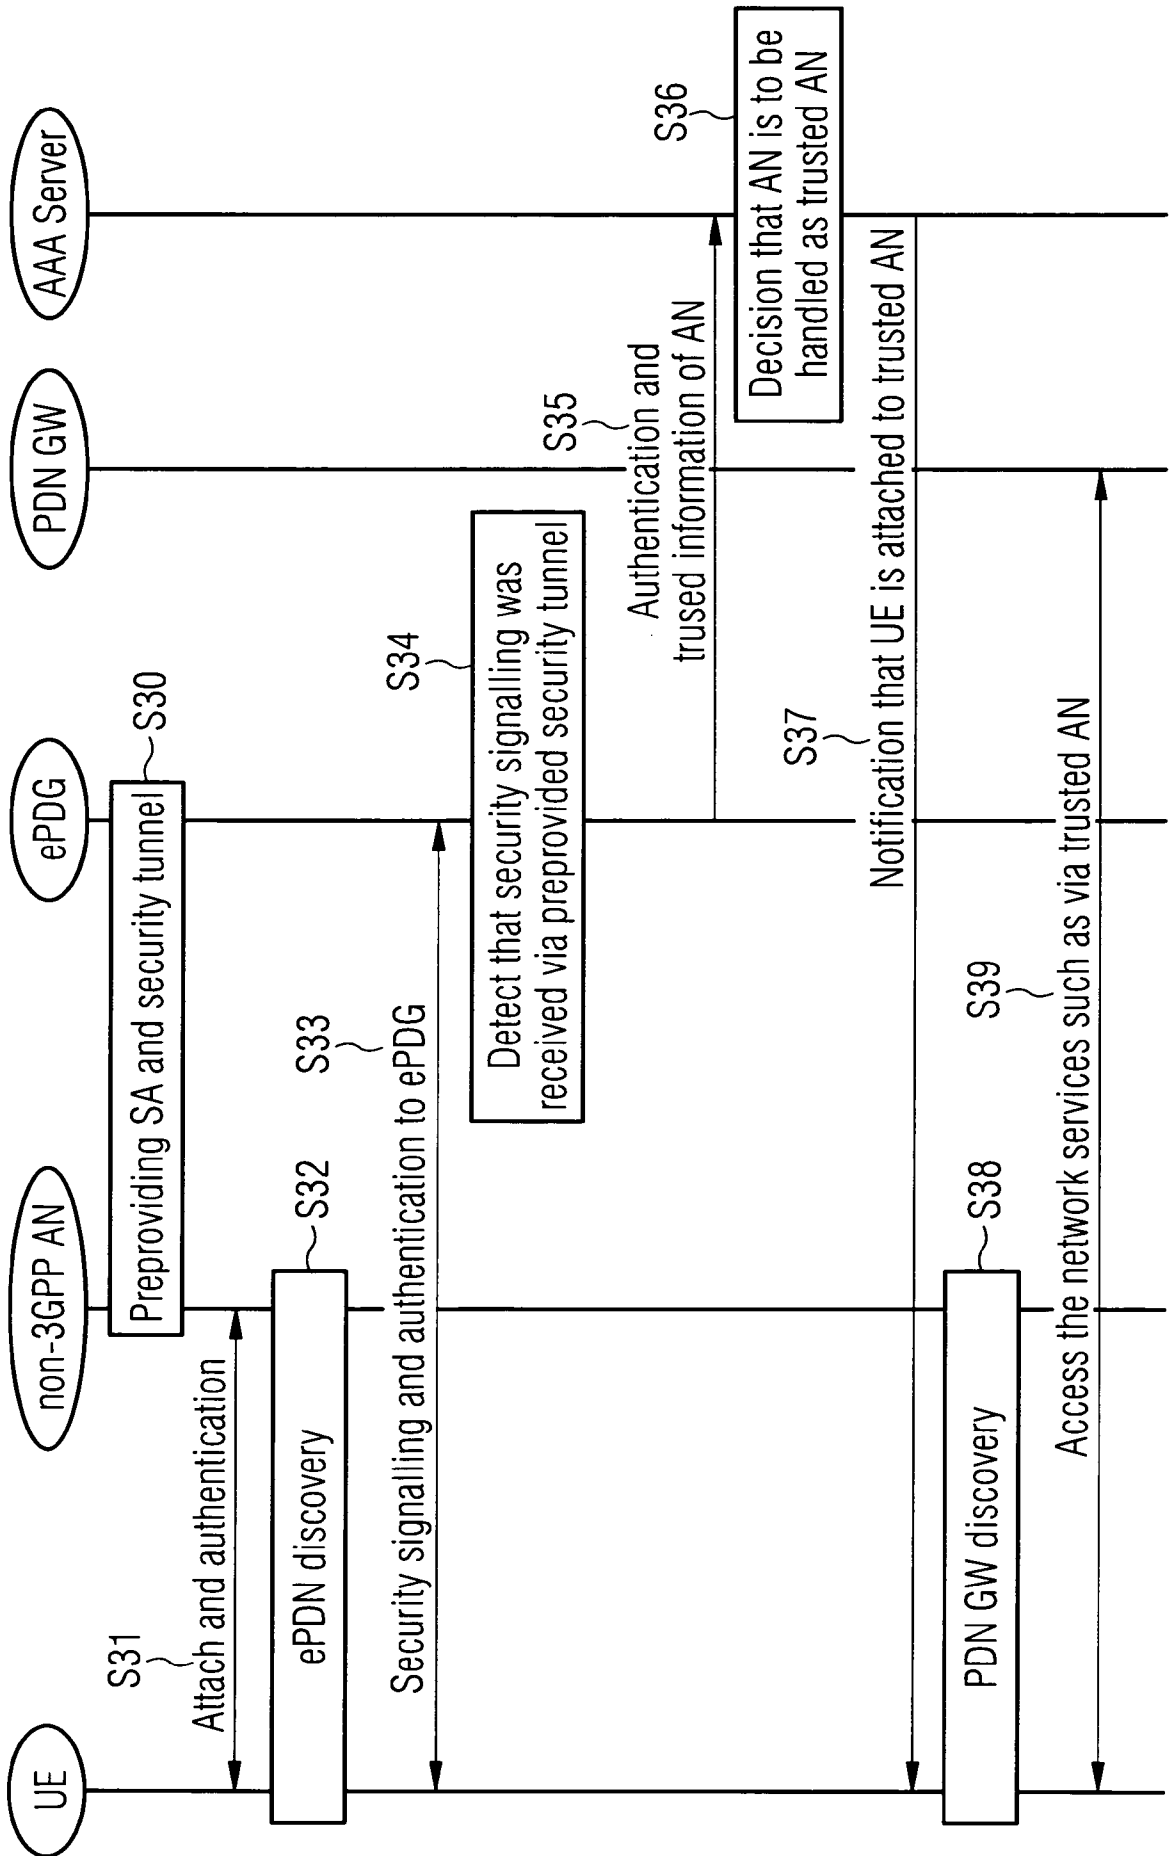 UE
non-3GPP AN
ePDG
PDN GW
AAA Server
Preproviding SA and security tunnel
S30
S31
Attach and authentication
ePDN discovery
S32
S33
Security signalling and authentication to ePDG
S34
Detect that security signalling was
received via preprovided security tunnel
S35
Authentication and
trused information of AN
S36
Decision that AN is to be
handled as trusted AN
S37
Notification that UE is attached to trusted AN
PDN GW discovery
S38
S39
Access the network services such as via trusted AN